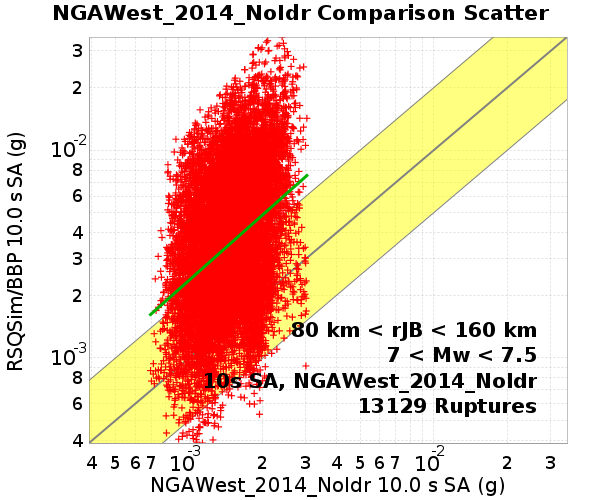 NGAWest_2014_NoIdr Comparison Scatter
3
2
10-2
8
6
4
3
2
10-3
8
6
4
RSQSim/BBP 10.0 s SA (g)
80 km < rJB < 160 km
7 < Mw < 7.5
10s SA, NGAWest_2014_NoIdr
13129 Ruptures
4 5 6 7 10-3 2 3 4 5 6 7 10-2 2 3
NGAWest_2014_NoIdr 10.0 s SA (g)